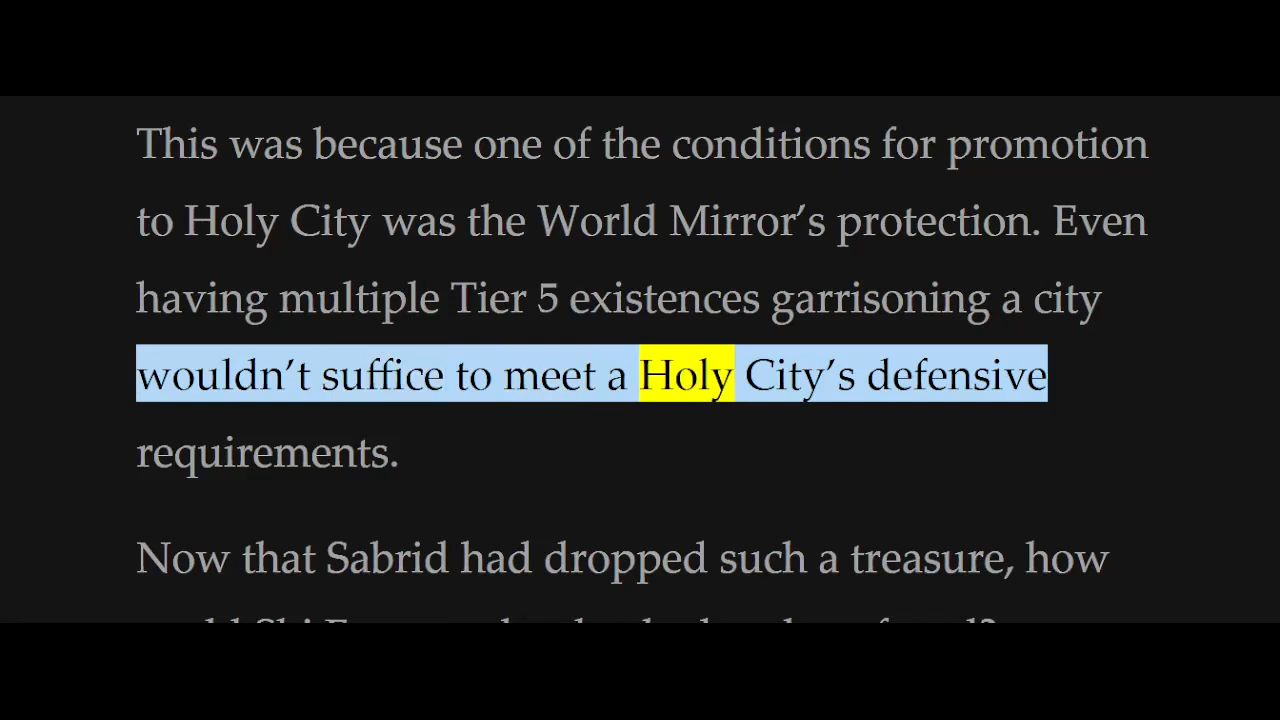 This was because one of the conditions for promotion
to Holy City was the World Mirror’s protection. Even
having multiple Tier 5 existences garrisoning a city
wouldn’t suffice to meet a Holy City’s defensive
requirements.
Now that Sabrid had dropped such a treasure, how